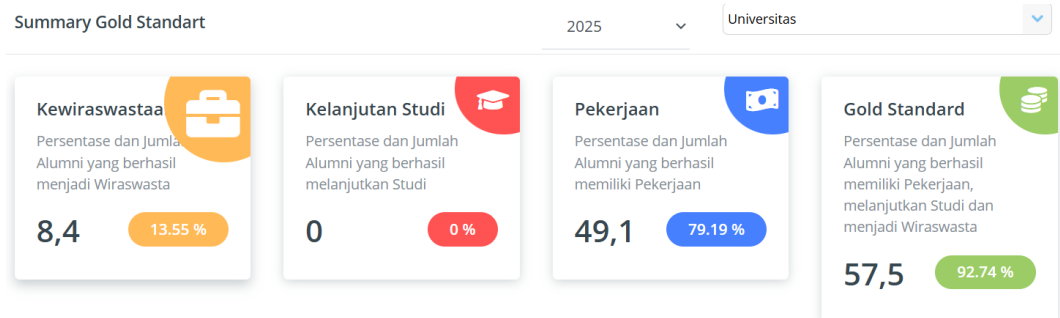 Summary Gold Standart
2025
Universitas
Kewiraswastaa
Persentase dan Jumla
Alumni yang berhasil
menjadi Wiraswasta
8,4
13.55 %
Kelanjutan Studi
Persentase dan Jumlah
Alumni yang berhasil
melanjutkan Studi
0
0 %
Pekerjaan
Persentase dan Jumlah
Alumni yang berhasil
memiliki Pekerjaan
49,1
79.19 %
Gold Standard
Persentase dan Jumlah
Alumni yang berhasil
memiliki Pekerjaan,
melanjutkan Studi dan
menjadi Wiraswasta
57,5
92.74 %